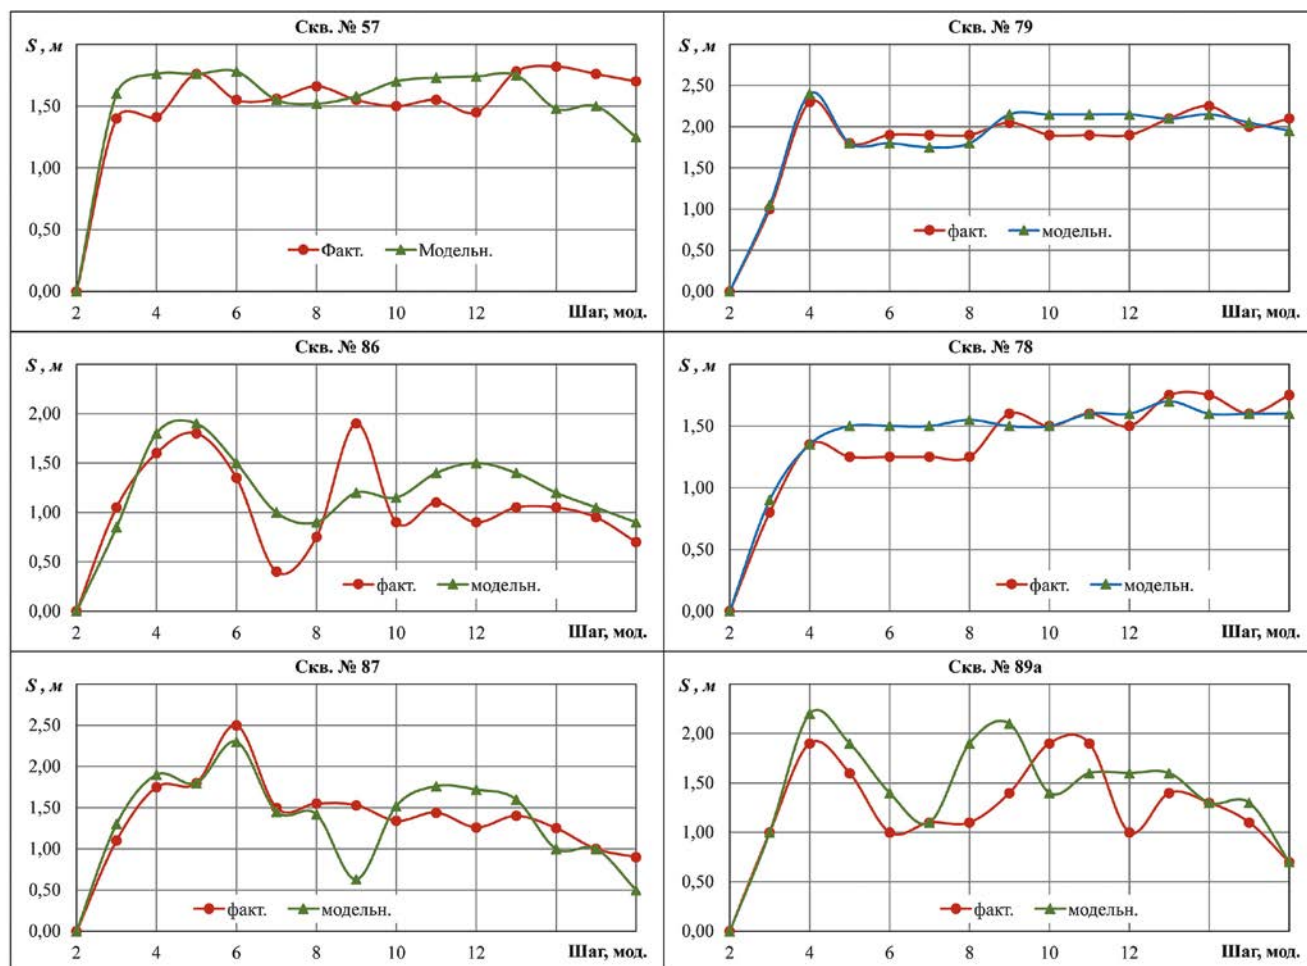 Скв. № 57
S , м
1,50
1,00
0,50
0,00
2 4 6 8 10 12 Шаг, мод.
Факт. Модельн.
Скв. № 79
S , м
2,50
2,00
1,50
1,00
0,50
0,00
2 4 6 8 10 12 Шаг, мод.
факт. модельн.
Скв. № 86
S , м
2,00
1,50
1,00
0,50
0,00
2 4 6 8 10 12 Шаг, мод.
факт. модельн.
Скв. № 78
S , м
1,50
1,00
0,50
0,00
2 4 6 8 10 12 Шаг, мод.
факт. модельн.
Скв. № 87
S , м
2,50
2,00
1,50
1,00
0,50
0,00
2 4 6 8 10 12 Шаг, мод.
факт. модельн.
Скв. № 89а
S , м
2,00
1,50
1,00
0,50
0,00
2 4 6 8 10 12 Шаг, мод.
факт. модельн.